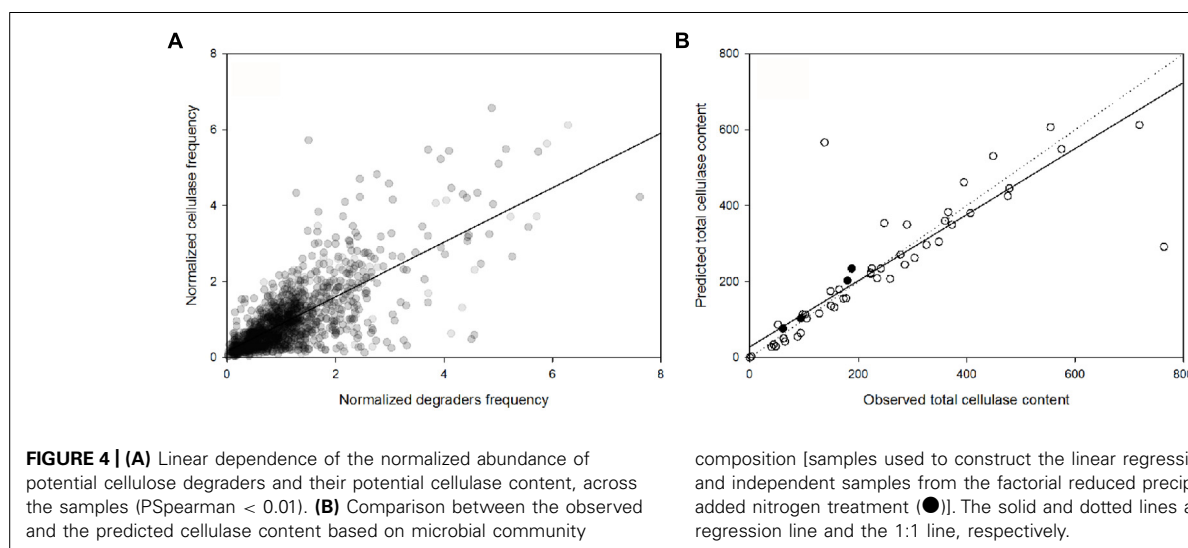 A
B
8
6
4
2
0
0
2
4
6
8
Normalized cellulase frequency
Normalized degraders frequency
800
600
400
200
0
0
200
400
600
800
Predicted total cellulase content
Observed total cellulase content
FIGURE 4 | (A) Linear dependence of the normalized abundance of
potential cellulose degraders and their potential cellulase content, across
the samples (PSpearman < 0.01). (B) Comparison between the observed
and the predicted cellulase content based on microbial community
composition [samples used to construct the linear regressi
and independent samples from the factorial reduced precip
added nitrogen treatment (●)]. The solid and dotted lines a
regression line and the 1:1 line, respectively.